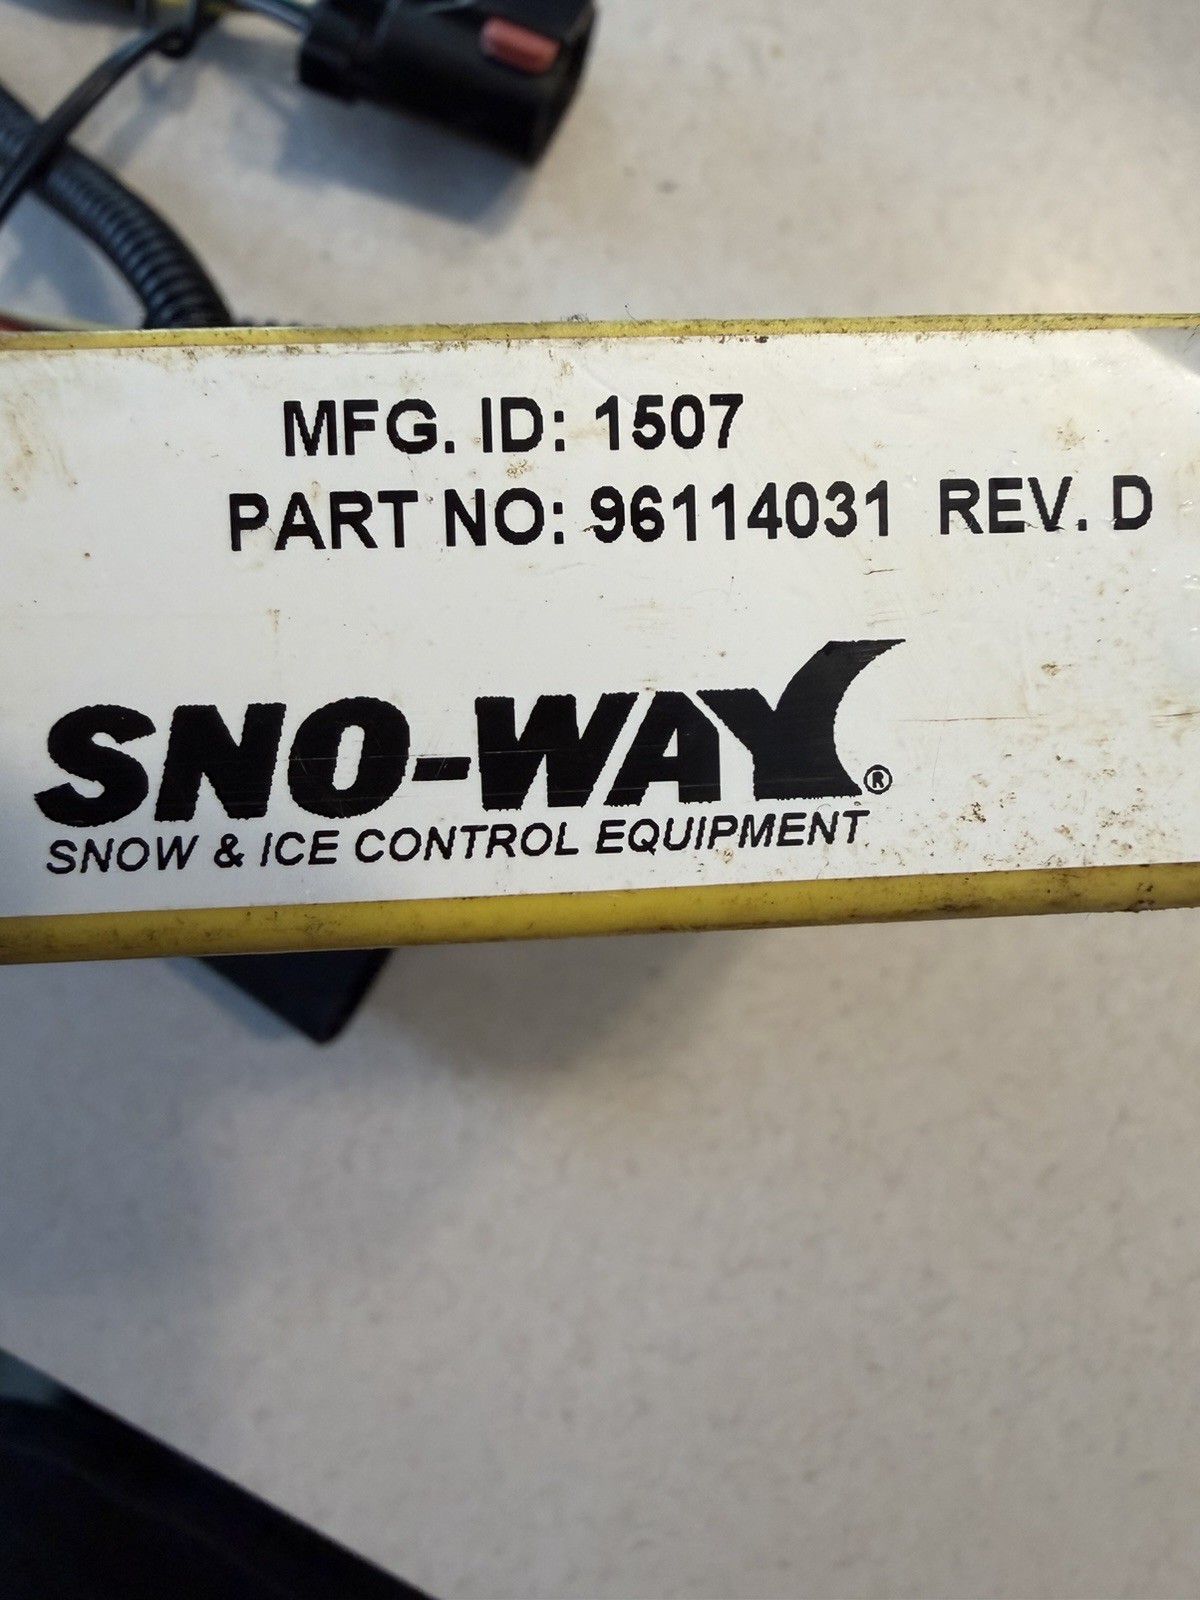 MFG. ID: 1507
PART NO: 96114031 REV. D
SNO-WAY®
SNOW & ICE CONTROL EQUIPMENT